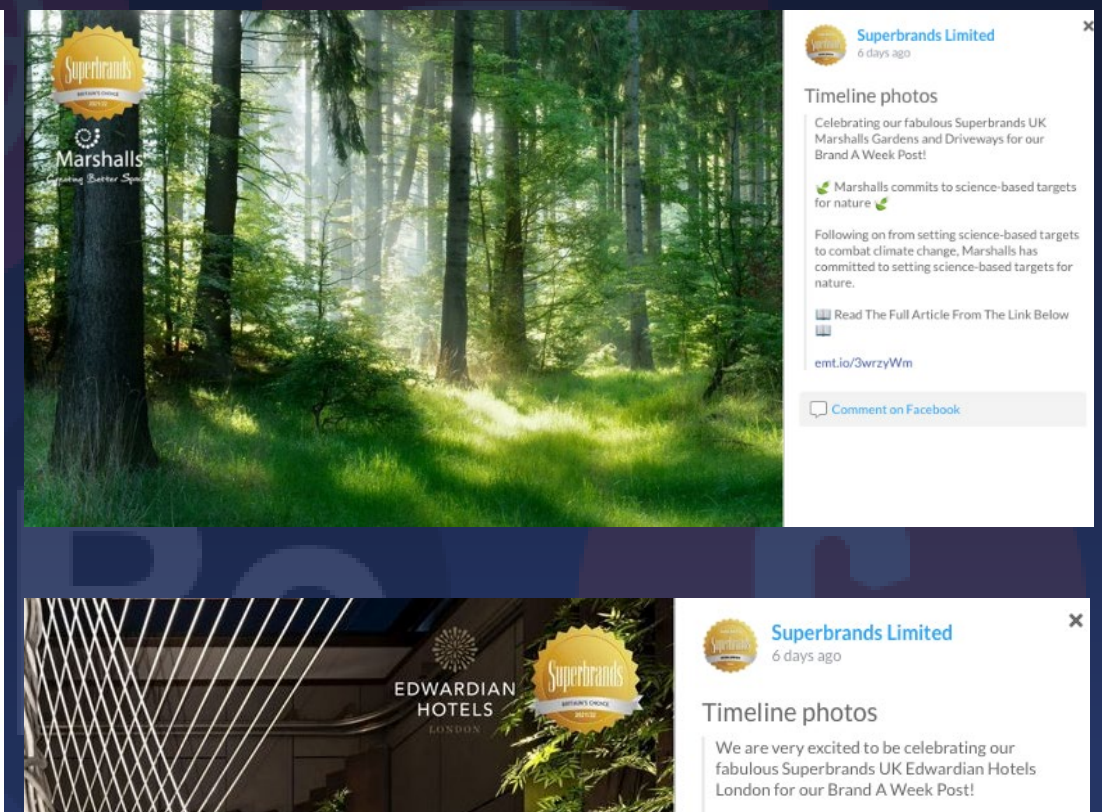 Superbrands
BRITAIN'S CHOICE
2021/22
Marshalls
Creating Better Spaces
Superbrands Limited
6 days ago
Timeline photos
Celebrating our fabulous Superbrands UK
Marshalls Gardens and Driveways for our
Brand A Week Post!
🌿 Marshalls commits to science-based targets
for nature 🌿
Following on from setting science-based targets
to combat climate change, Marshalls has
committed to setting science-based targets for
nature.
📖 Read The Full Article From The Link Below
📖
emt.io/3wrzyWm
Comment on Facebook
EDWARDIAN
HOTELS
LONDON
Superbrands
BRITAIN'S CHOICE
2021/22
Superbrands Limited
6 days ago
Timeline photos
We are very excited to be celebrating our
fabulous Superbrands UK Edwardian Hotels
London for our Brand A Week Post!